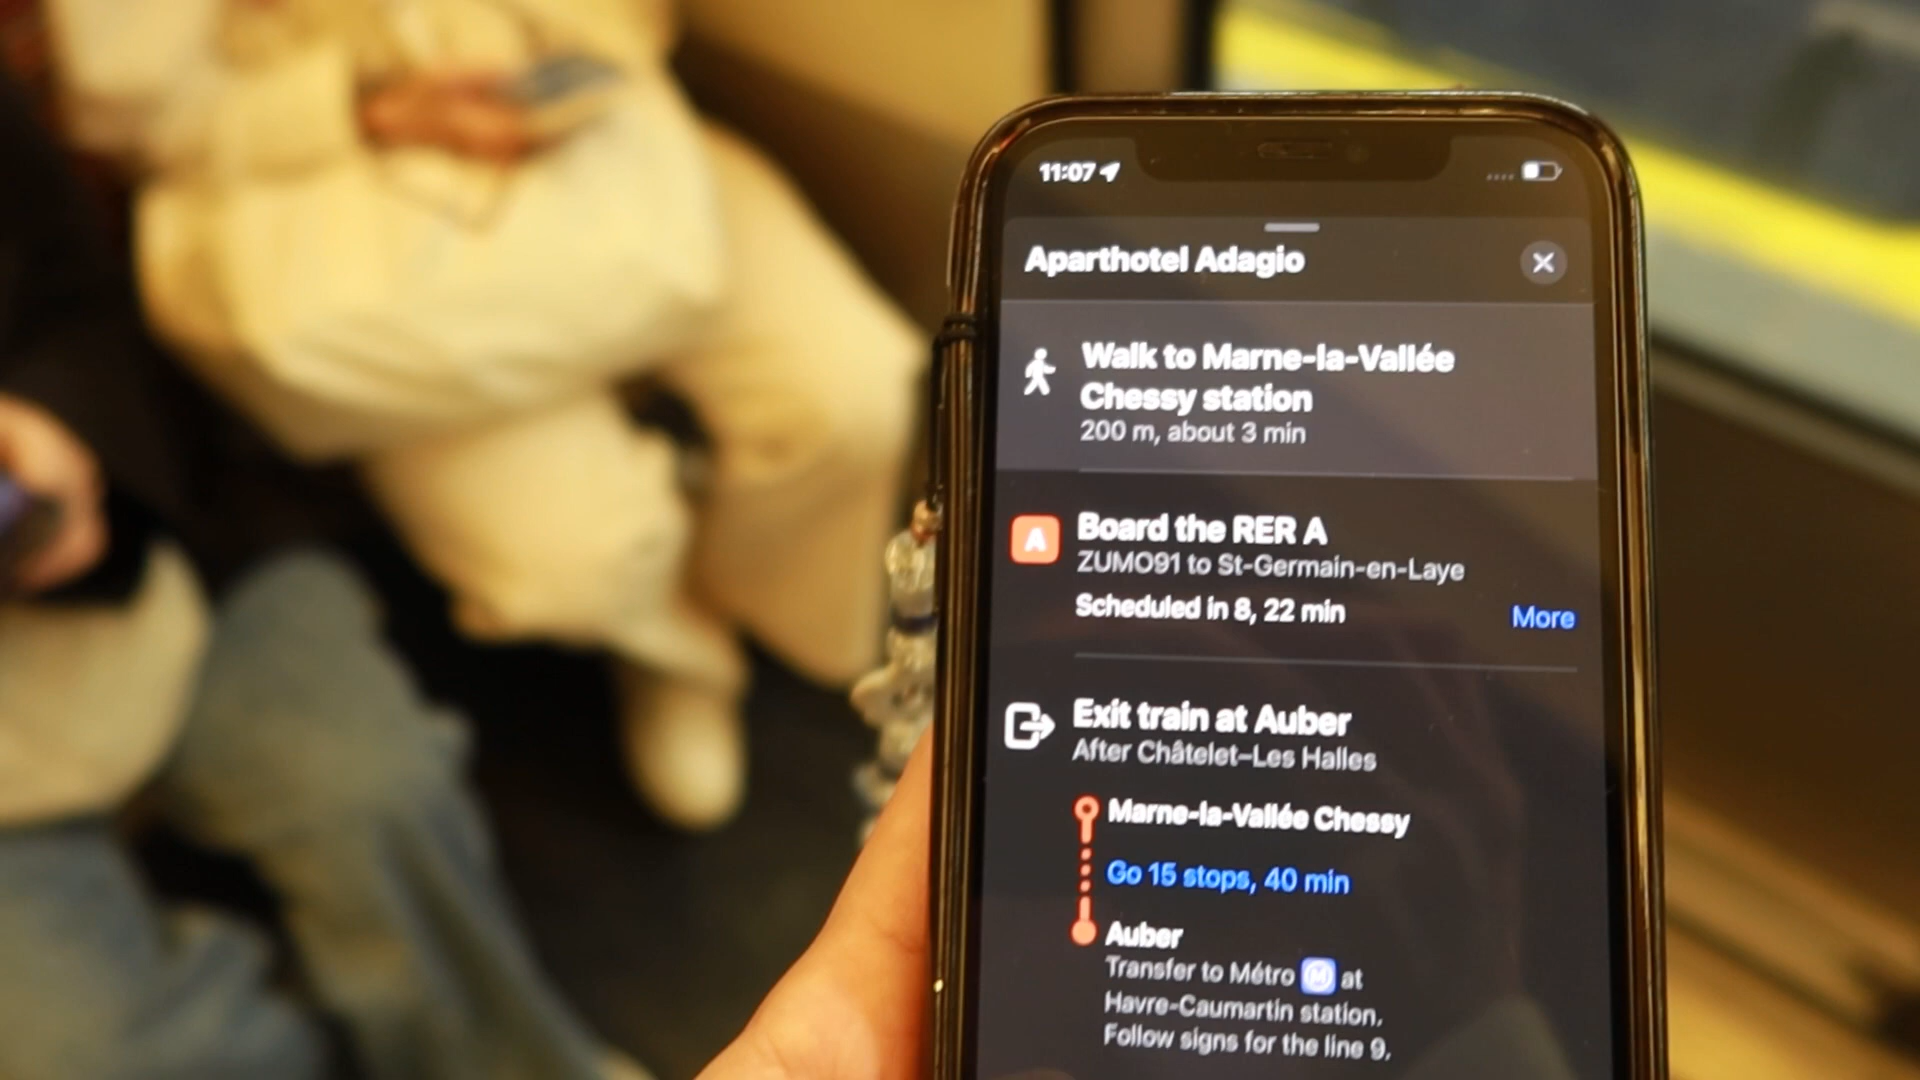 11:07
Aparthotel Adagio
Walk to Marne-la-Vallée
Chessy station
200 m, about 3 min
A
Board the RER A
ZUMO91 to St-Germain-en-Laye
Scheduled in 8, 22 min
More
Exit train at Auber
After Châtelet–Les Halles
Marne-la-Vallée Chessy
Go 15 stops, 40 min
Auber
Transfer to Métro M at
Havre-Caumartin station.
Follow signs for the line 9.